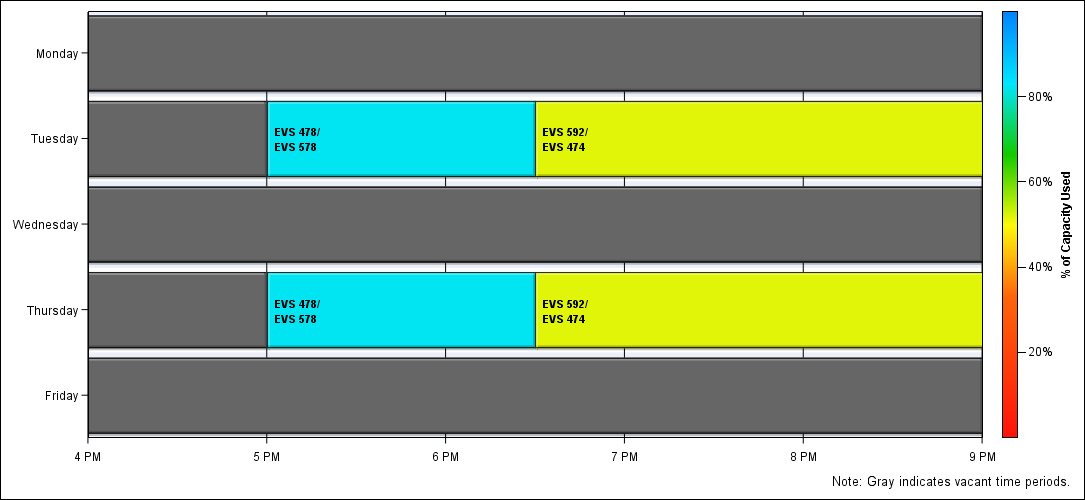 Monday
Tuesday
Wednesday
Thursday
Friday
EVS 478/
EVS 578
EVS 592/
EVS 474
EVS 478/
EVS 578
EVS 592/
EVS 474
4 PM
5 PM
6 PM
7 PM
8 PM
9 PM
80%
60%
40%
20%
% of Capacity Used
Note: Gray indicates vacant time periods.